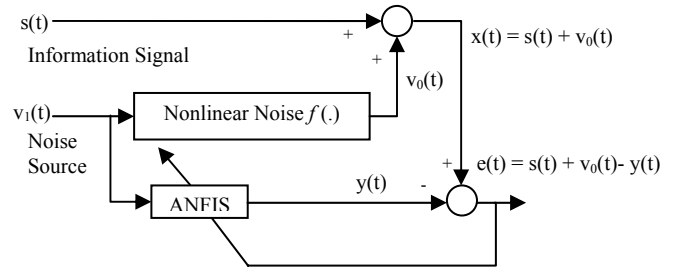 s(t)
+
x(t) = s(t) + v₀(t)
Information Signal
+
v₀(t)
v₁(t)
Nonlinear Noise f (.)
Noise
Source
+
e(t) = s(t) + v₀(t)- y(t)
y(t)
-
ANFIS